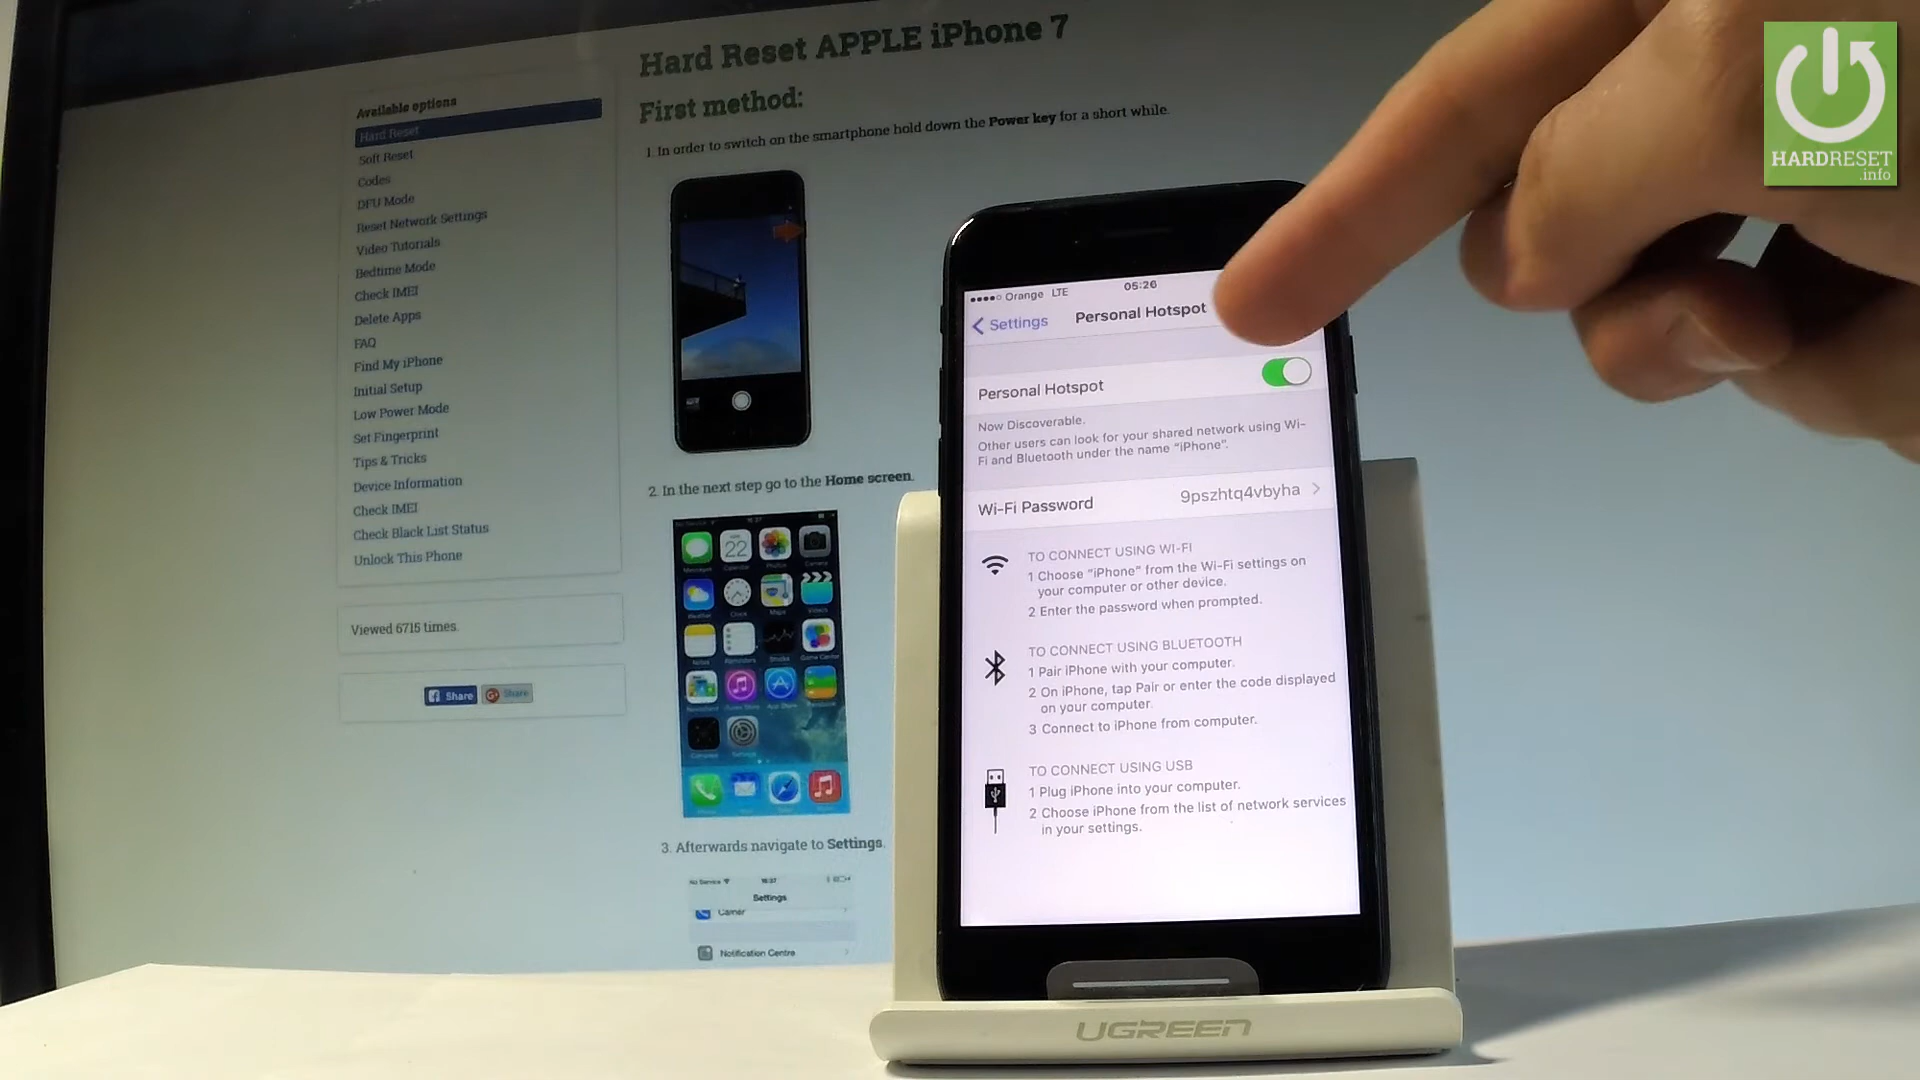 Hard Reset APPLE iPhone 7
First method:
1. In order to switch on the smartphone hold down the Power key for a short while.
Available options
Hard Reset
Soft Reset
Codes
DFU Mode
Reset Network Settings
Video Tutorials
Bedtime Mode
Check IMEI
Delete Apps
FAQ
Find My iPhone
Initial Setup
Low Power Mode
Set Fingerprint
Tips & Tricks
Device Information
Check IMEI
Check Black List Status
Unlock This Phone
Viewed 6715 times.
Share
Share
2. In the next step go to the Home screen.
22
3. Afterwards navigate to Settings.
No Service 16:37
Settings
Carrier
Notification Centre
Orange LTE
05:26
Settings
Personal Hotspot
Personal Hotspot
Now Discoverable.
Other users can look for your shared network using Wi-
Fi and Bluetooth under the name "iPhone".
Wi-Fi Password 9pszhtq4vbyha
TO CONNECT USING WI-FI
1 Choose "iPhone" from the Wi-Fi settings on
your computer or other device.
2 Enter the password when prompted.
TO CONNECT USING BLUETOOTH
1 Pair iPhone with your computer.
2 On iPhone, tap Pair or enter the code displayed
on your computer.
3 Connect to iPhone from computer.
TO CONNECT USING USB
1 Plug iPhone into your computer.
2 Choose iPhone from the list of network services
in your settings.
UGREEN
HARDRESET
.info